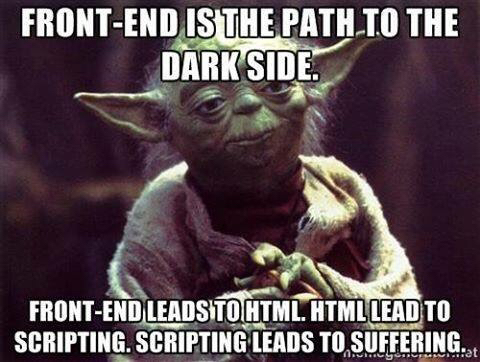 FRONT-END IS THE PATH TO THE
DARK SIDE.
FRONT-END LEADS TO HTML. HTML LEAD TO
SCRIPTING. SCRIPTING LEADS TO SUFFERING.